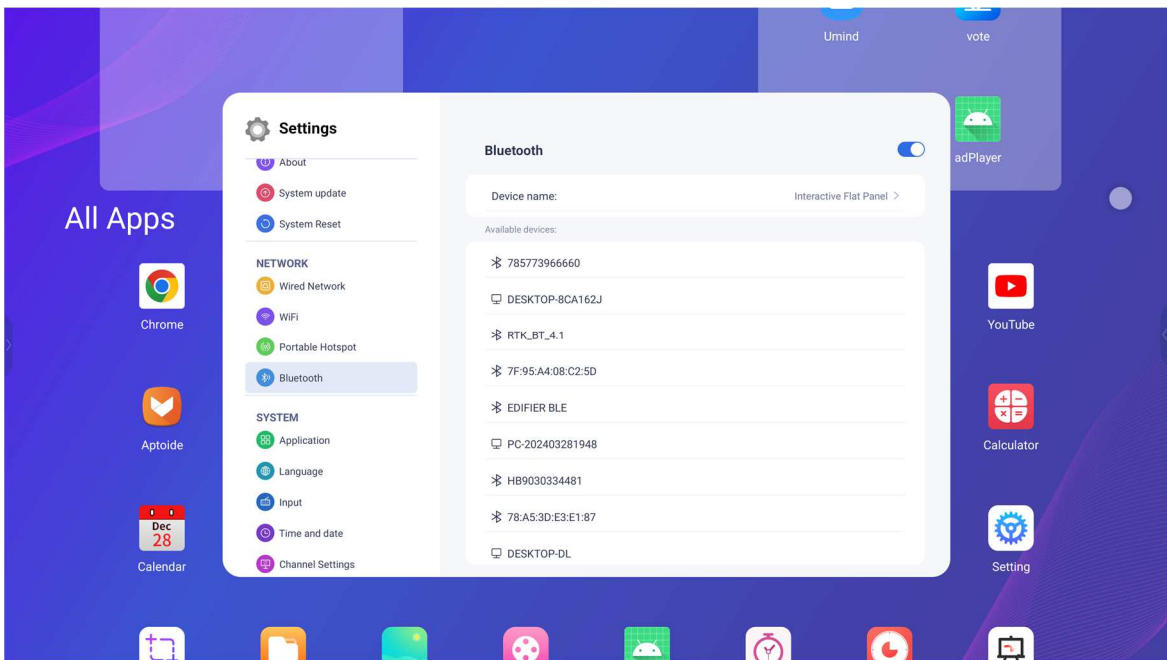 Umind
vote
adPlayer
All Apps
Chrome
Aptoide
Dec
28
Calendar
Settings
About
System update
System Reset
NETWORK
Wired Network
WiFi
Portable Hotspot
Bluetooth
SYSTEM
Application
Language
Input
Time and date
Channel Settings
Bluetooth
Device name: Interactive Flat Panel >
Available devices:
785773966660
DESKTOP-8CA162J
RTK_BT_4.1
7F:95:A4:08:C2:5D
EDIFIER BLE
PC-202403281948
HB9030334481
78:A5:3D:E3:E1:87
DESKTOP-DL
YouTube
Calculator
Setting